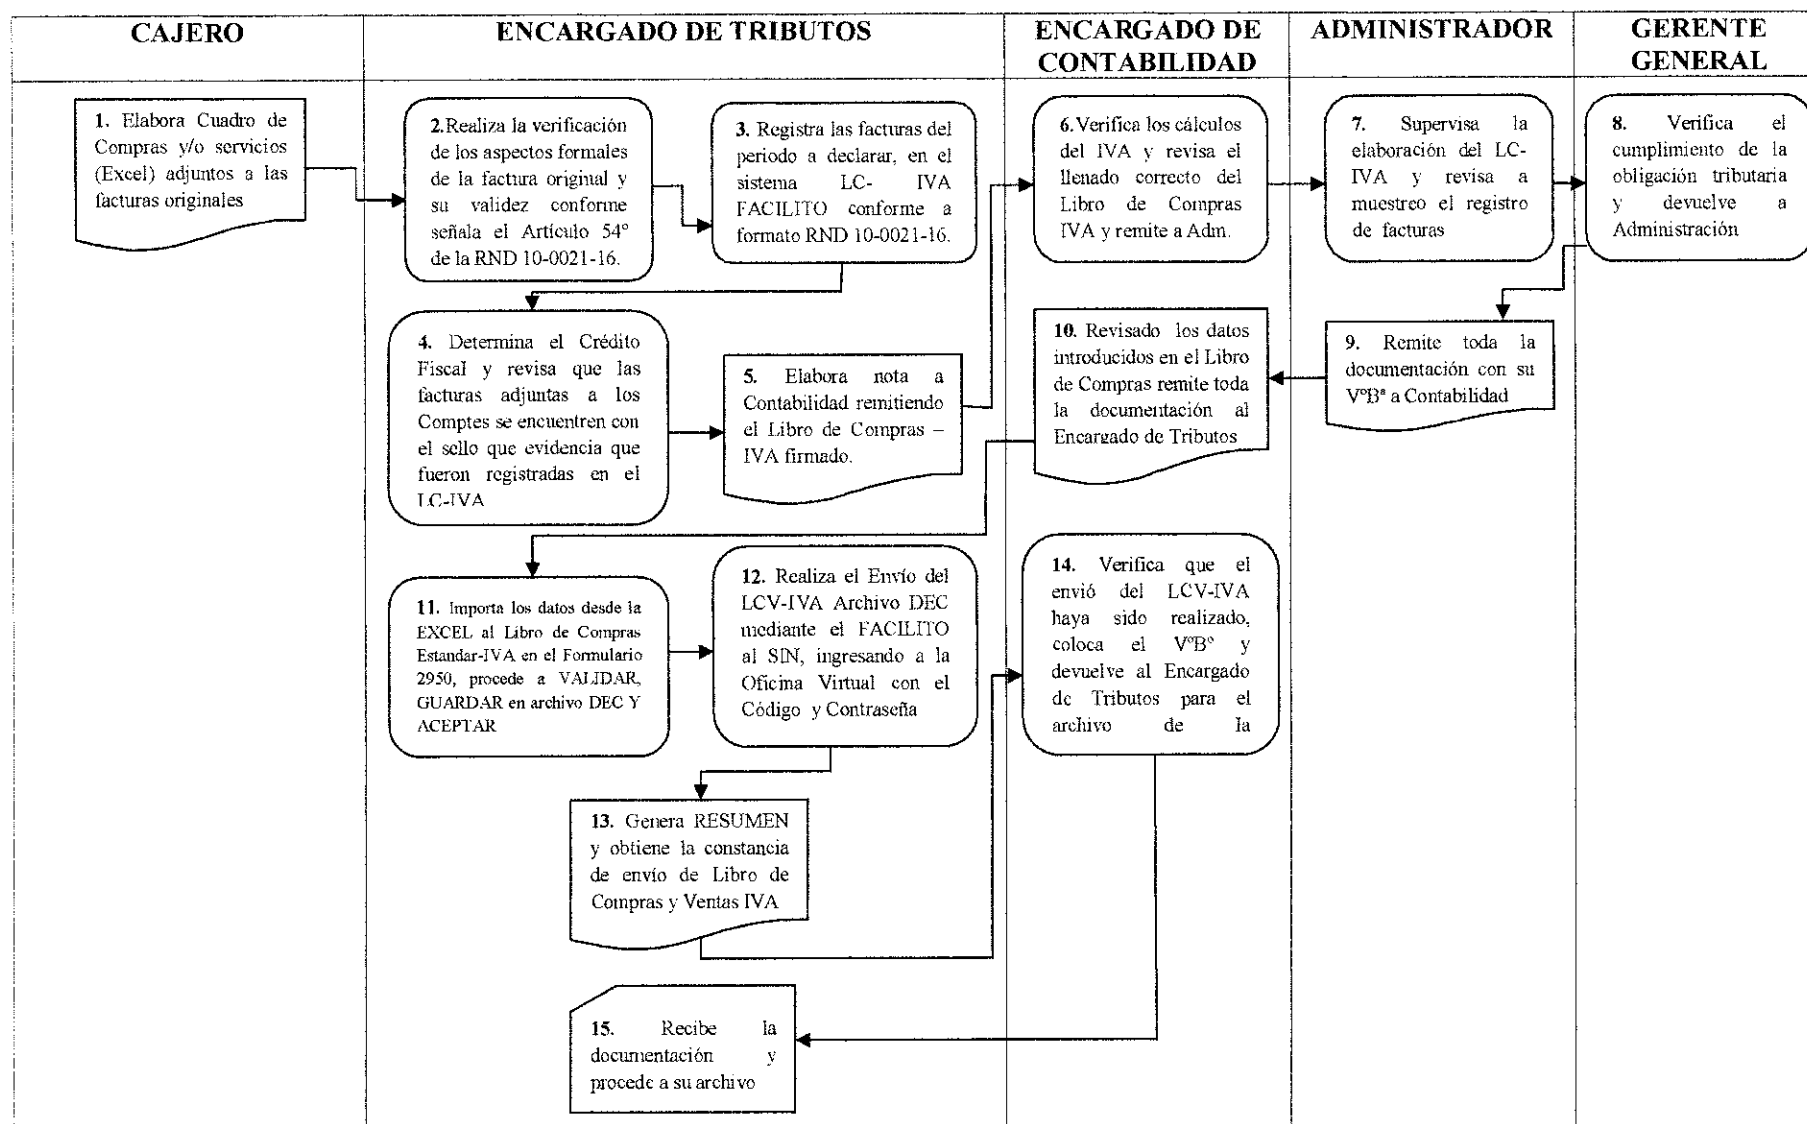 CAJERO
ENCARGADO DE TRIBUTOS
ENCARGADO DE
CONTABILIDAD
ADMINISTRADOR
GERENTE
GENERAL
1. Elabora Cuadro de
Compras y/o servicios
(Excel) adjuntos a las
facturas originales
2.Realiza la verificación
de los aspectos formales
de la factura original y
su validez conforme
señala el Artículo 54°
de la RND 10-0021-16.
3. Registra las facturas del
periodo a declarar, en el
sistema LC- IVA
FACILITO conforme a
formato RND 10-0021-16.
6.Verifica los cálculos
del IVA y revisa el
llenado correcto del
Libro de Compras
IVA y remite a Adm.
7. Supervisa la
elaboración del LC-
IVA y revisa a
muestreo el registro
de facturas
8. Verifica el
cumplimiento de la
obligación tributaria
y devuelve a
Administración
4. Determina el Crédito
Fiscal y revisa que las
facturas adjuntas a los
Comptes se encuentren con
el sello que evidencia que
fueron registradas en el
LC-IVA
5. Elabora nota a
Contabilidad remitiendo
el Libro de Compras –
IVA firmado.
10. Revisado los datos
introducidos en el Libro
de Compras remite toda
la documentación al
Encargado de Tributos
9. Remite toda la
documentación con su
V°B° a Contabilidad
11. Importa los datos desde la
EXCEL al Libro de Compras
Estandar-IVA en el Formulario
2950, procede a VALIDAR,
GUARDAR en archivo DEC Y
ACEPTAR
12. Realiza el Envío del
LCV-IVA Archivo DEC
mediante el FACILITO
al SIN, ingresando a la
Oficina Virtual con el
Código y Contraseña
14. Verifica que el
envió del LCV-IVA
haya sido realizado,
coloca el V°B° y
devuelve al Encargado
de Tributos para el
archivo de la
13. Genera RESUMEN
y obtiene la constancia
de envío de Libro de
Compras y Ventas IVA
15. Recibe la
documentación y
procede a su archivo